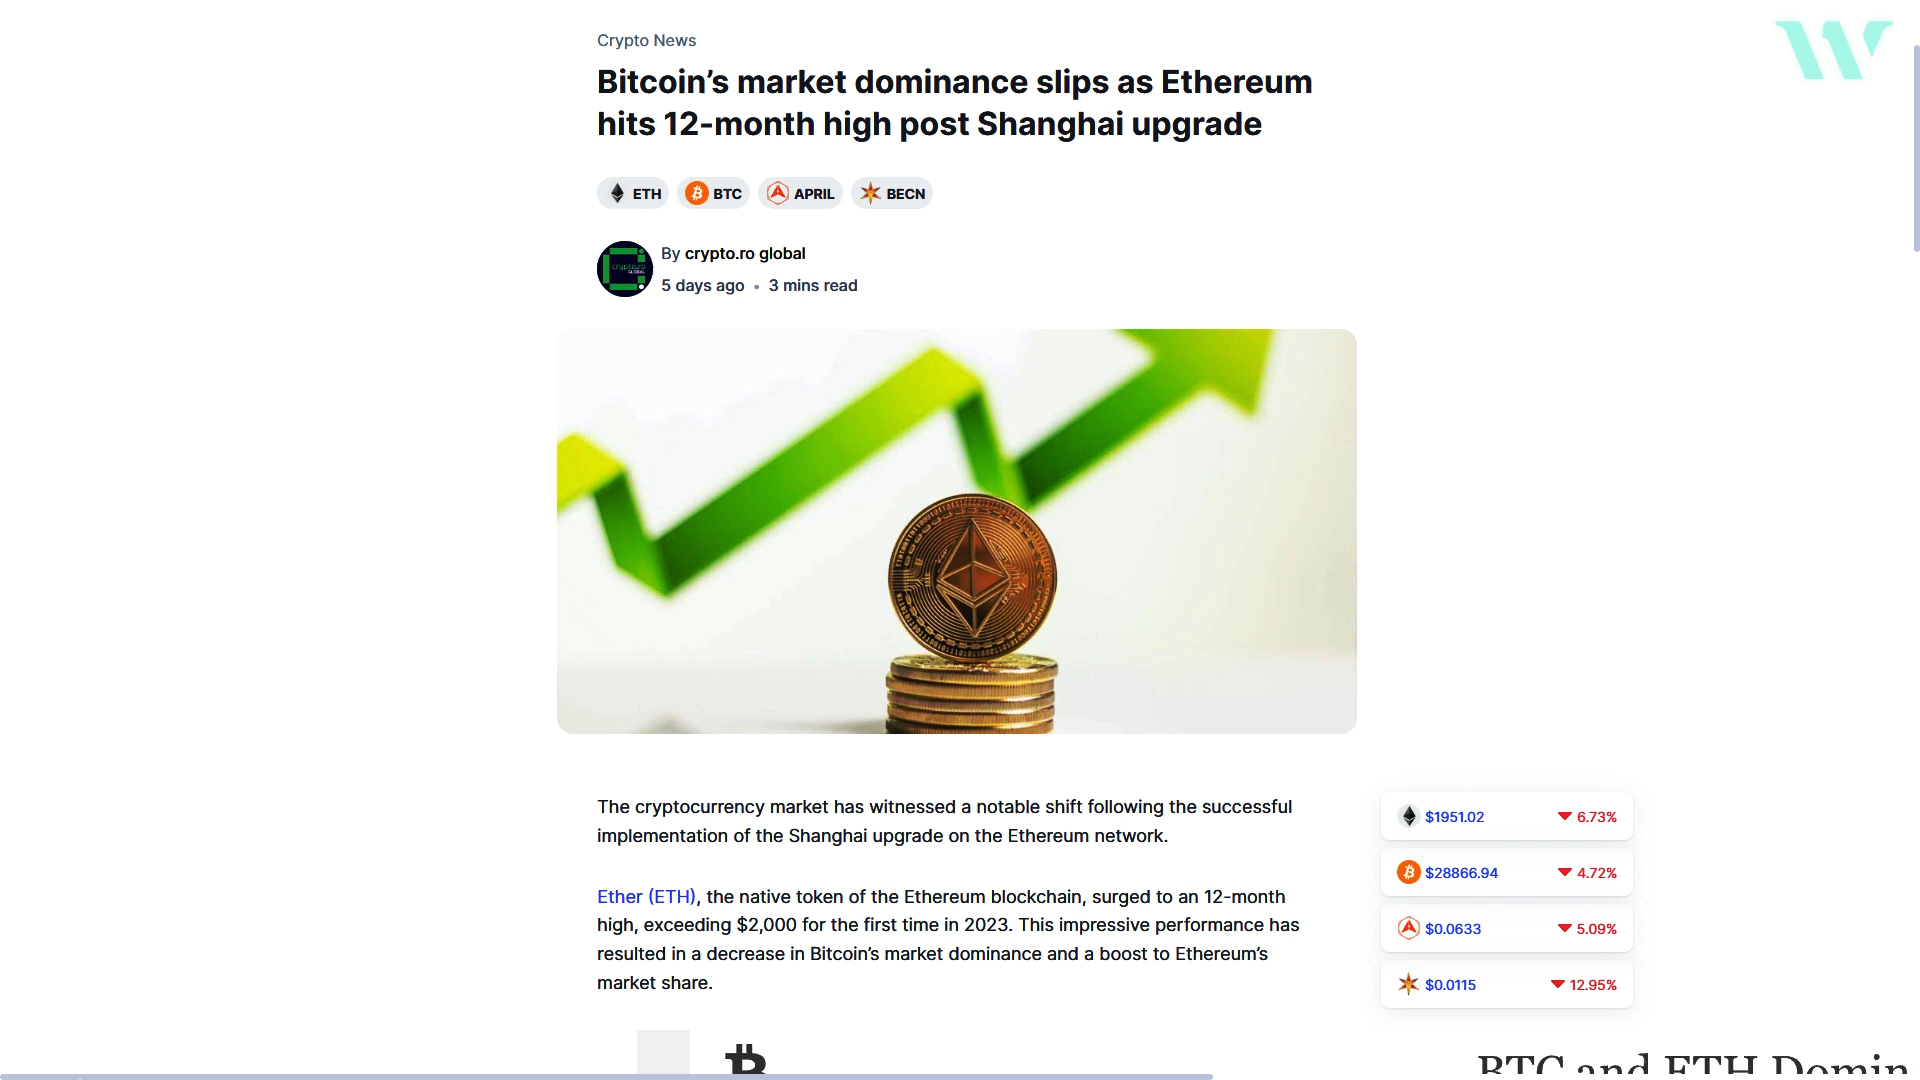 Crypto News
Bitcoin’s market dominance slips as Ethereum
hits 12-month high post Shanghai upgrade
ETH BTC APRIL BECN
By crypto.ro global
5 days ago • 3 mins read
The cryptocurrency market has witnessed a notable shift following the successful
implementation of the Shanghai upgrade on the Ethereum network.
Ether (ETH), the native token of the Ethereum blockchain, surged to an 12-month
high, exceeding $2,000 for the first time in 2023. This impressive performance has
resulted in a decrease in Bitcoin’s market dominance and a boost to Ethereum’s
market share.
$1951.02 6.73%
$28866.94 4.72%
$0.0633 5.09%
$0.0115 12.95%
BTC and ETH Domin